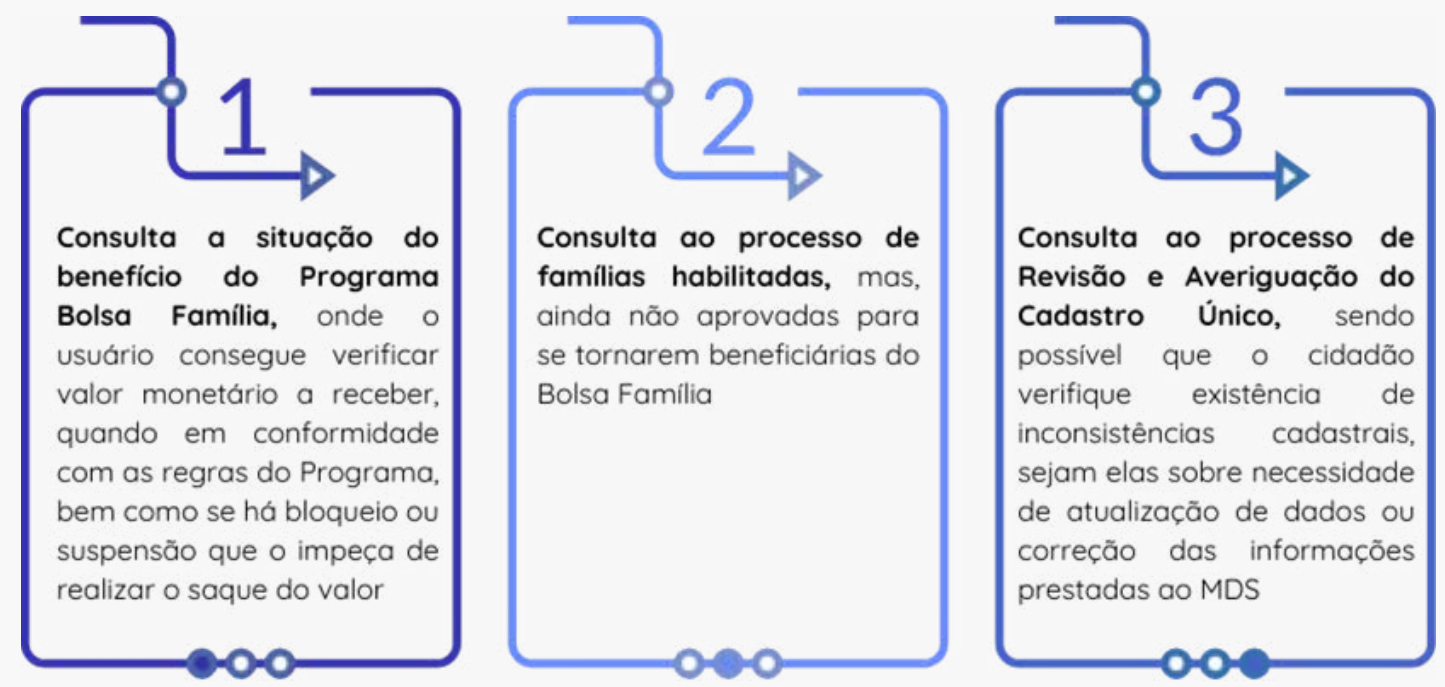 1
Consulta a situação do
benefício do Programa
Bolsa Família, onde o
usuário consegue verificar
valor monetário a receber,
quando em conformidade
com as regras do Programa,
bem como se há bloqueio ou
suspensão que o impeça de
realizar o saque do valor
2
Consulta ao processo de
famílias habilitadas, mas,
ainda não aprovadas para
se tornarem beneficiárias do
Bolsa Família
3
Consulta ao processo de
Revisão e Averiguação do
Cadastro Único, sendo
possível que o cidadão
verifique existência de
inconsistências cadastrais,
sejam elas sobre necessidade
de atualização de dados ou
correção das informações
prestadas ao MDS